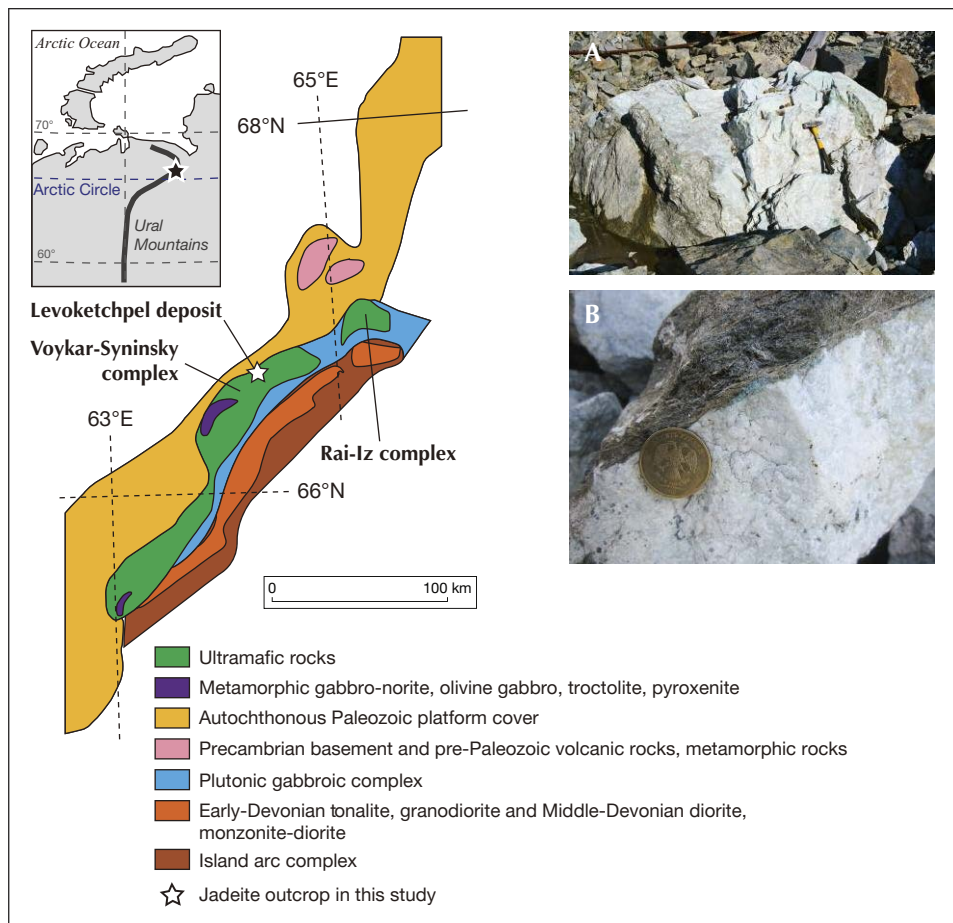 Arctic Ocean
70°
Arctic Circle
Ural
Mountains
60°
65°E
68°N
Levoketchpel deposit
Voykar-Syninsky
complex
63°E
Rai-Iz complex
66°N
0
100 km
Ultramafic rocks
Metamorphic gabbro-norite, olivine gabbro, troctolite, pyroxenite
Autochthonous Paleozoic platform cover
Precambrian basement and pre-Paleozoic volcanic rocks, metamorphic rocks
Plutonic gabbroic complex
Early-Devonian tonalite, granodiorite and Middle-Devonian diorite,
monzonite-diorite
Island arc complex
Jadeite outcrop in this study
A
B